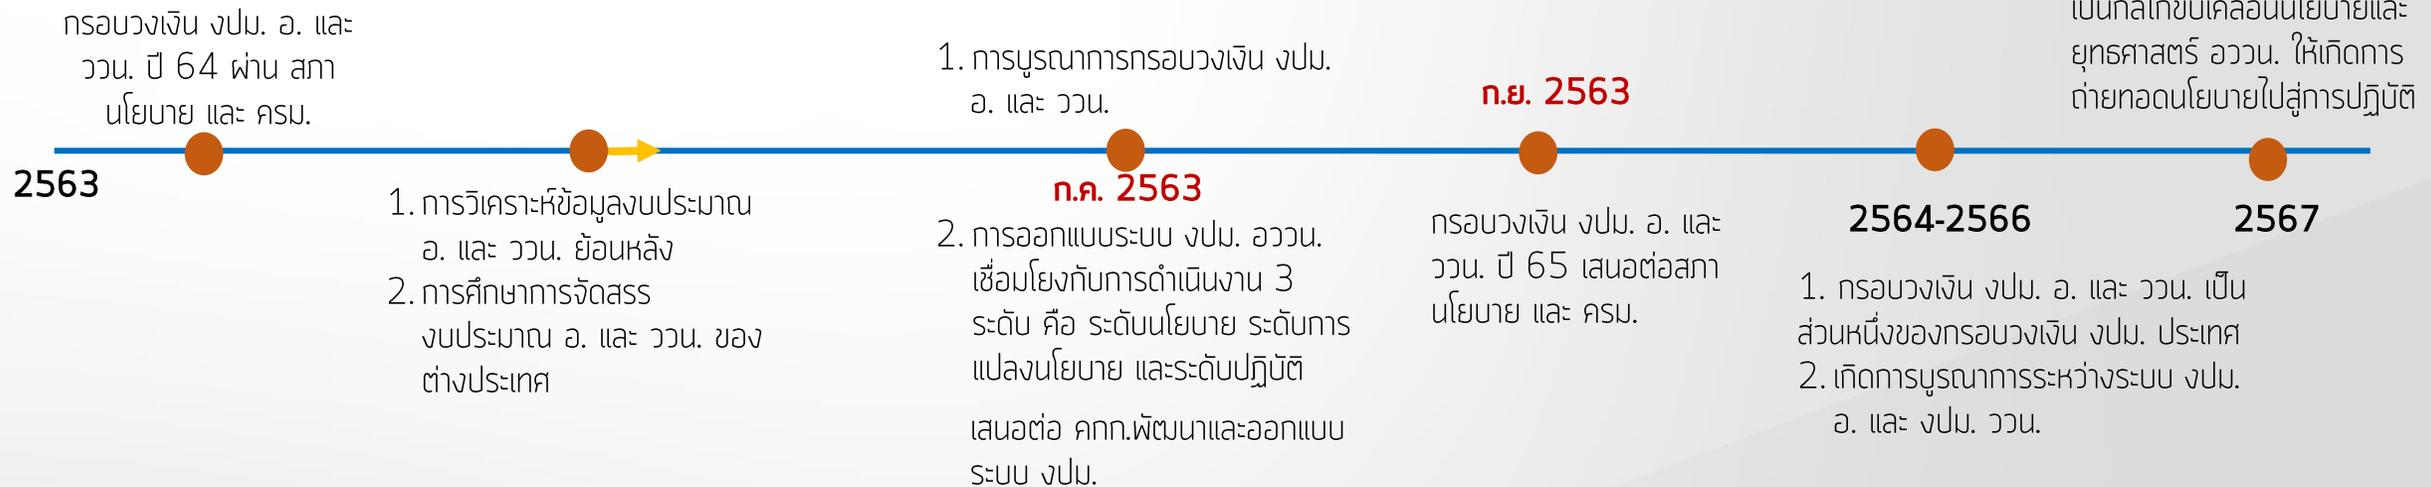 กรอบวงเงิน งปม. อ. และ
ววน. ปี 64 ผ่าน สภา
นโยบาย และ ครม.
2563
1. การวิเคราะห์ข้อมูลงบประมาณ
อ. และ ววน. ย้อนหลัง
2. การศึกษาการจัดสรร
งบประมาณ อ. และ ววน. ของ
ต่างประเทศ
1. การบูรณาการกรอบวงเงิน งปม.
อ. และ ววน.
ก.ค. 2563
2. การออกแบบระบบ งปม. อววน.
เชื่อมโยงกับการดำเนินงาน 3
ระดับ คือ ระดับนโยบาย ระดับการ
แปลงนโยบาย และระดับปฏิบัติ
เสนอต่อ คกก.พัฒนาและออกแบบ
ระบบ งปม.
ก.ย. 2563
กรอบวงเงิน งปม. อ. และ
ววน. ปี 65 เสนอต่อสภา
นโยบาย และ ครม.
2564-2566
1. กรอบวงเงิน งปม. อ. และ ววน. เป็น
ส่วนหนึ่งของกรอบวงเงิน งปม. ประเทศ
2. เกิดการบูรณาการระหว่างระบบ งปม.
อ. และ งปม. ววน.
เป็นกลไกขับเคลื่อนนโยบายและ
ยุทธศาสตร์ อววน. ให้เกิดการ
ถ่ายทอดนโยบายไปสู่การปฏิบัติ
2567